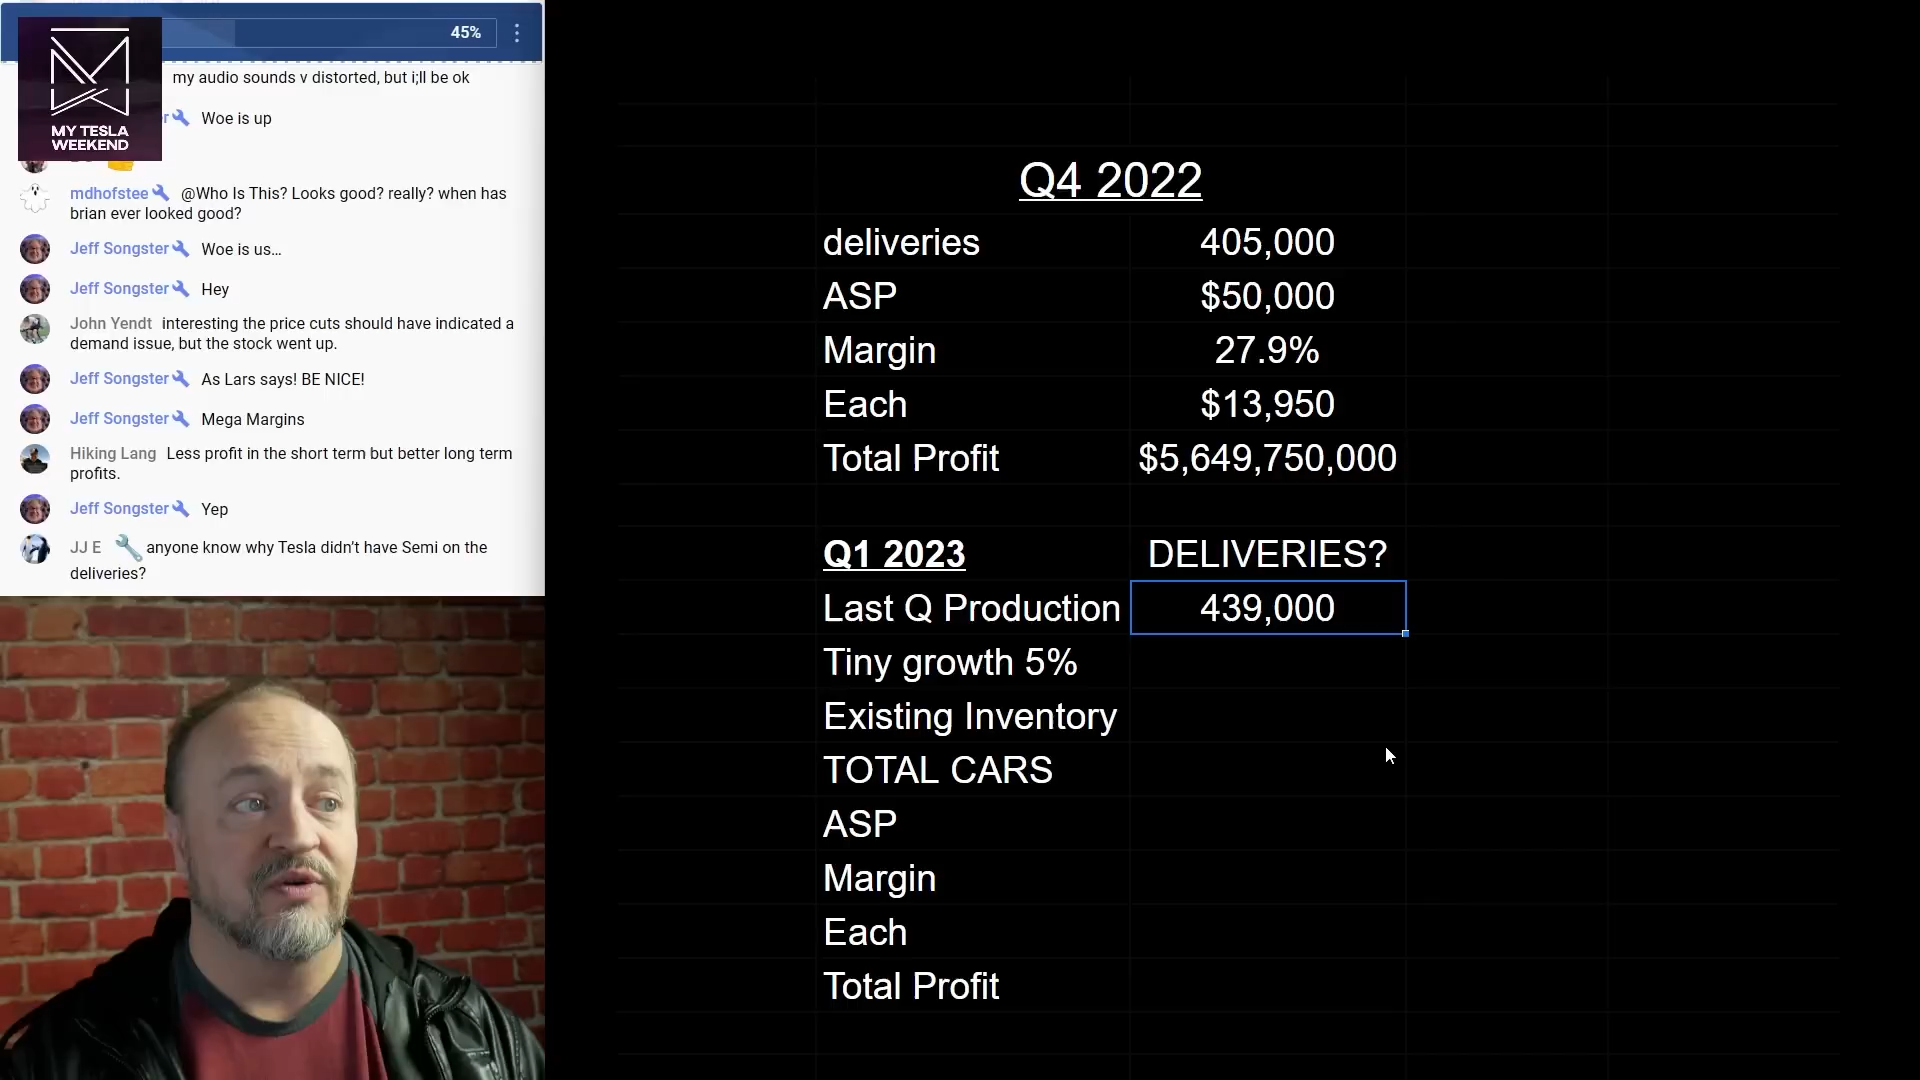 45%
MY TESLA
WEEKEND
my audio sounds v distorted, but i;ll be ok
r Woe is up
mdhofstee @Who Is This? Looks good? really? when has
brian ever looked good?
Jeff Songster Woe is us…
Jeff Songster Hey
John Yendt interesting the price cuts should have indicated a
demand issue, but the stock went up.
Jeff Songster As Lars says! BE NICE!
Jeff Songster Mega Margins
Hiking Lang Less profit in the short term but better long term
profits.
Jeff Songster Yep
JJ E anyone know why Tesla didn’t have Semi on the
deliveries?
Q4 2022
deliveries 405,000
ASP $50,000
Margin 27.9%
Each $13,950
Total Profit $5,649,750,000
Q1 2023 DELIVERIES?
Last Q Production 439,000
Tiny growth 5%
Existing Inventory
TOTAL CARS
ASP
Margin
Each
Total Profit